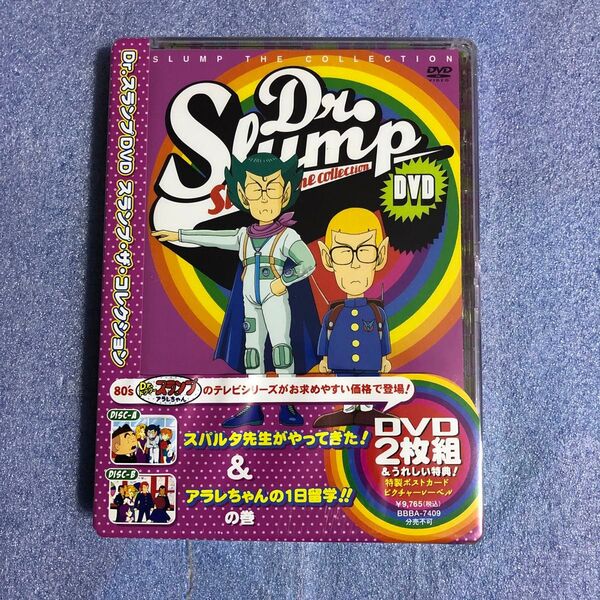 SLUMP THE COLLECTION
DVD
VIDEO
Dr.
Slump
the collection
DVD
Dr.スランプDVD スランプ・ザ・コレクション
80's Dr.スランプ アラレちゃん のテレビシリーズがお求めやすい価格で登場!
DISC-A
スパルタ先生がやってきた!
&
DISC-B
アラレちゃんの1日留学!!
の巻
DVD
2枚組
&うれしい特典!
特製ポストカード
ピクチャーレーベル
¥9,765(税込)
BBBA-7409
分売不可